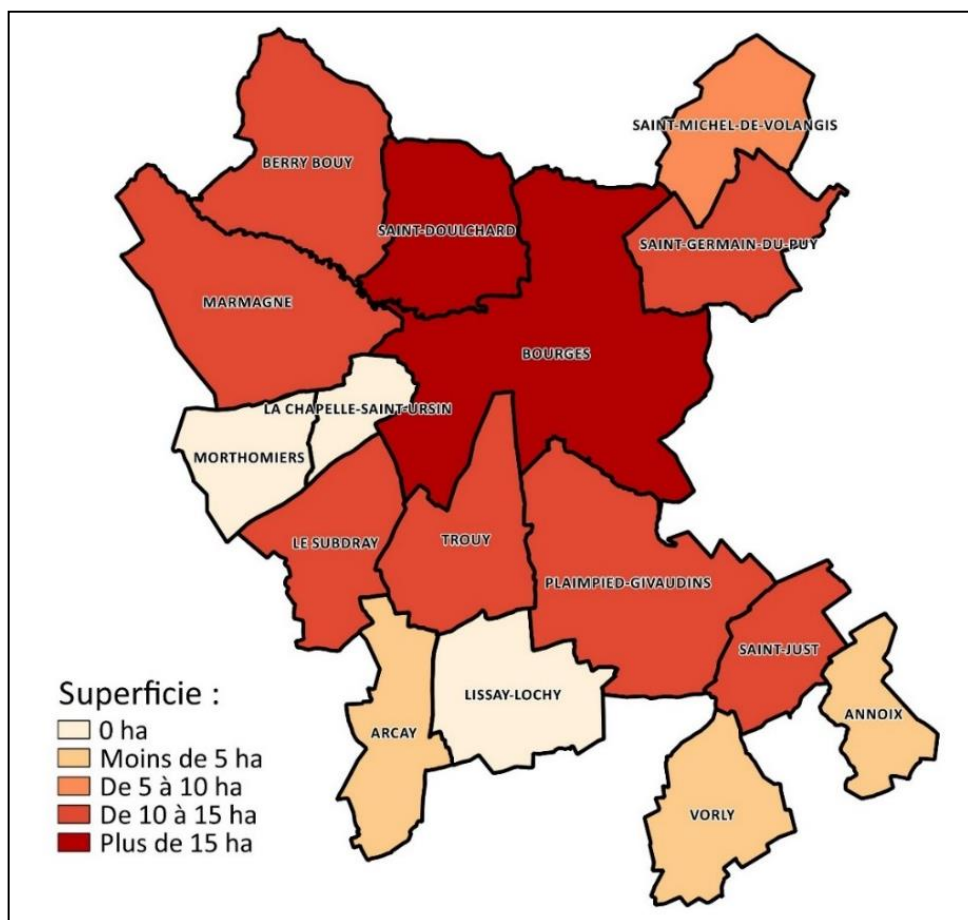 SAINT-MICHEL-DE-VOLANGIS
BERRY BOUY
SAINT-DOULCHARD
SAINT-GERMAIN-DU-PUY
MARMAGNE
BOURGES
LA CHAPELLE-SAINT-URSIN
MORTHOMIERS
LE SUBDRAY
TROUY
PLAIMPIED-GIVAUDINS
SAINT-JUST
LISSAY-LOCHY
ANNOIX
ARCAY
VORLY
Superficie :
0 ha
Moins de 5 ha
De 5 à 10 ha
De 10 à 15 ha
Plus de 15 ha